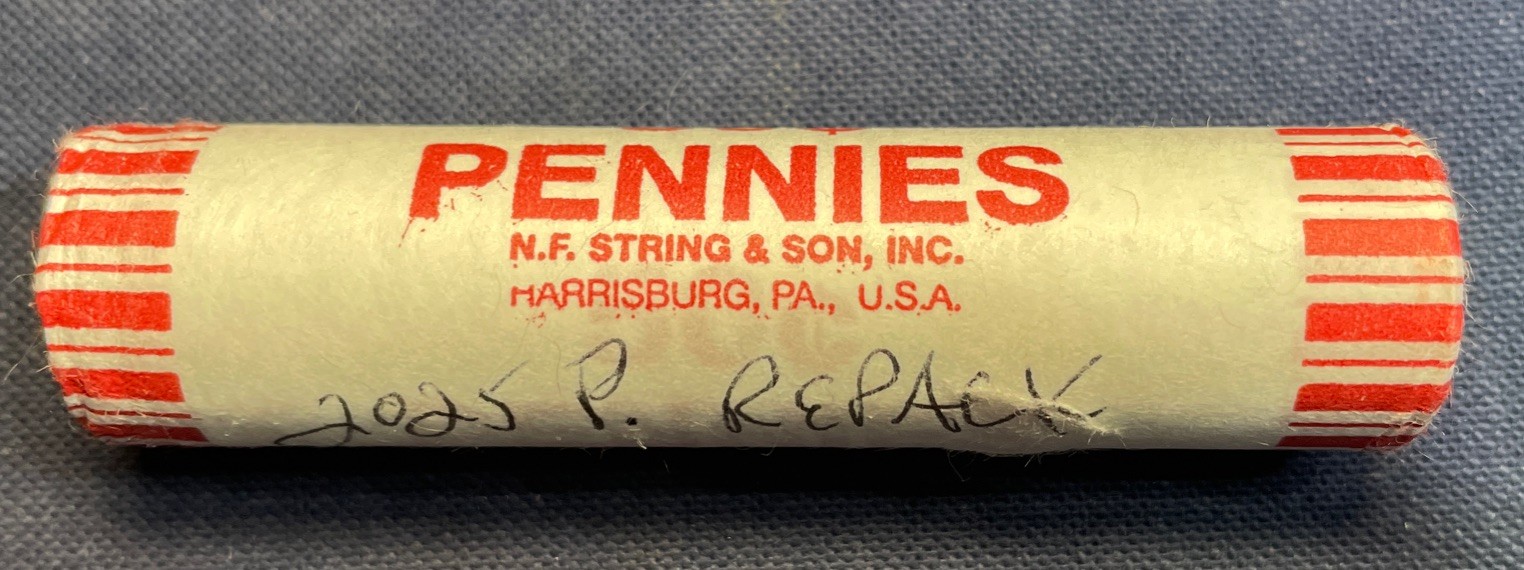 PENNIES
N.F. STRING & SON, INC.
HARRISBURG, PA., U.S.A.
2025 P. REPACK